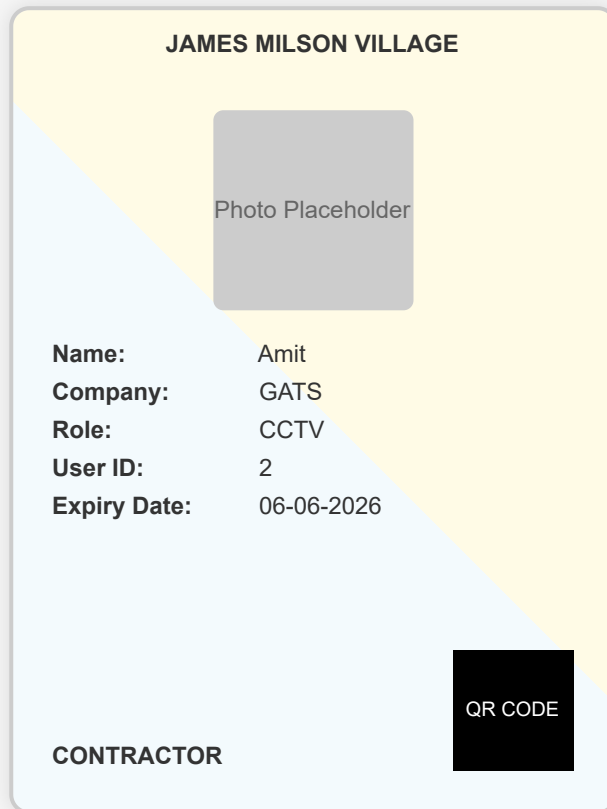 JAMES MILSON VILLAGE
Photo Placeholder
Name: Amit
Company: GATS
Role: CCTV
User ID: 2
Expiry Date: 06-06-2026
QR CODE
CONTRACTOR